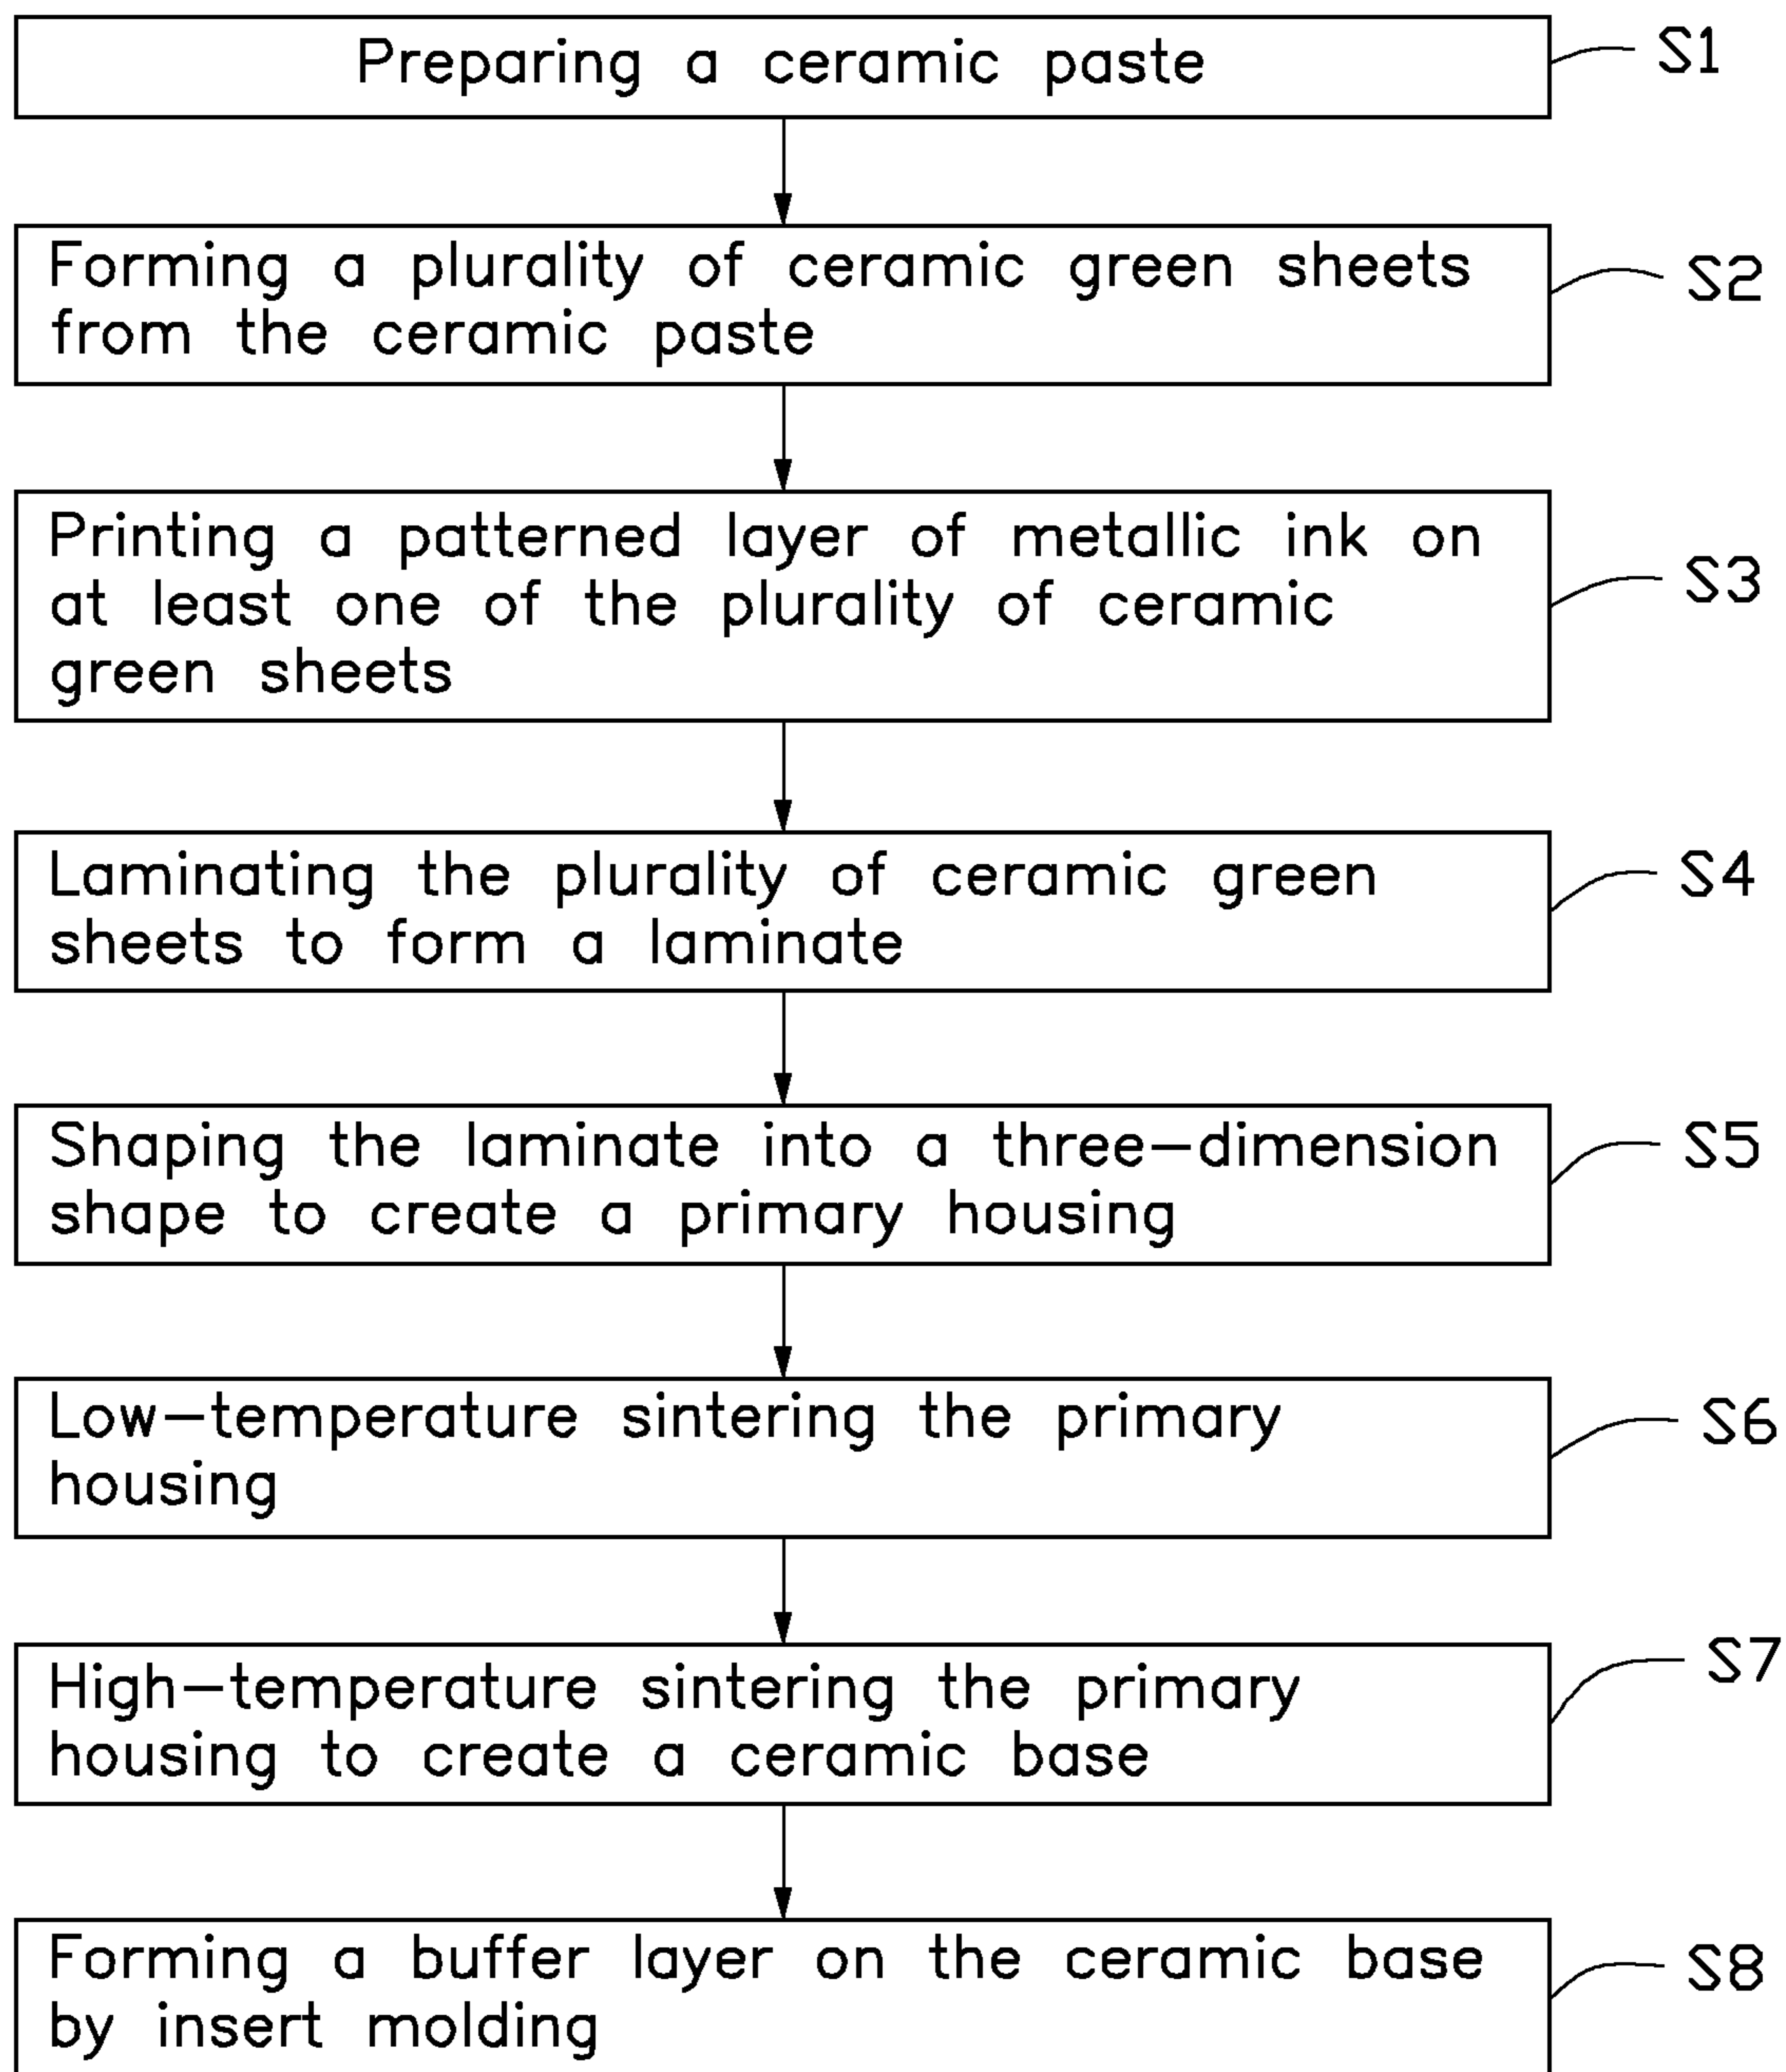 Preparing a ceramic paste
S1
Forming a plurality of ceramic green sheets
from the ceramic paste
S2
Printing a patterned layer of metallic ink on
at least one of the plurality of ceramic
green sheets
S3
Laminating the plurality of ceramic green
sheets to form a laminate
S4
Shaping the laminate into a three-dimension
shape to create a primary housing
S5
Low-temperature sintering the primary
housing
S6
High-temperature sintering the primary
housing to create a ceramic base
S7
Forming a buffer layer on the ceramic base
by insert molding
S8